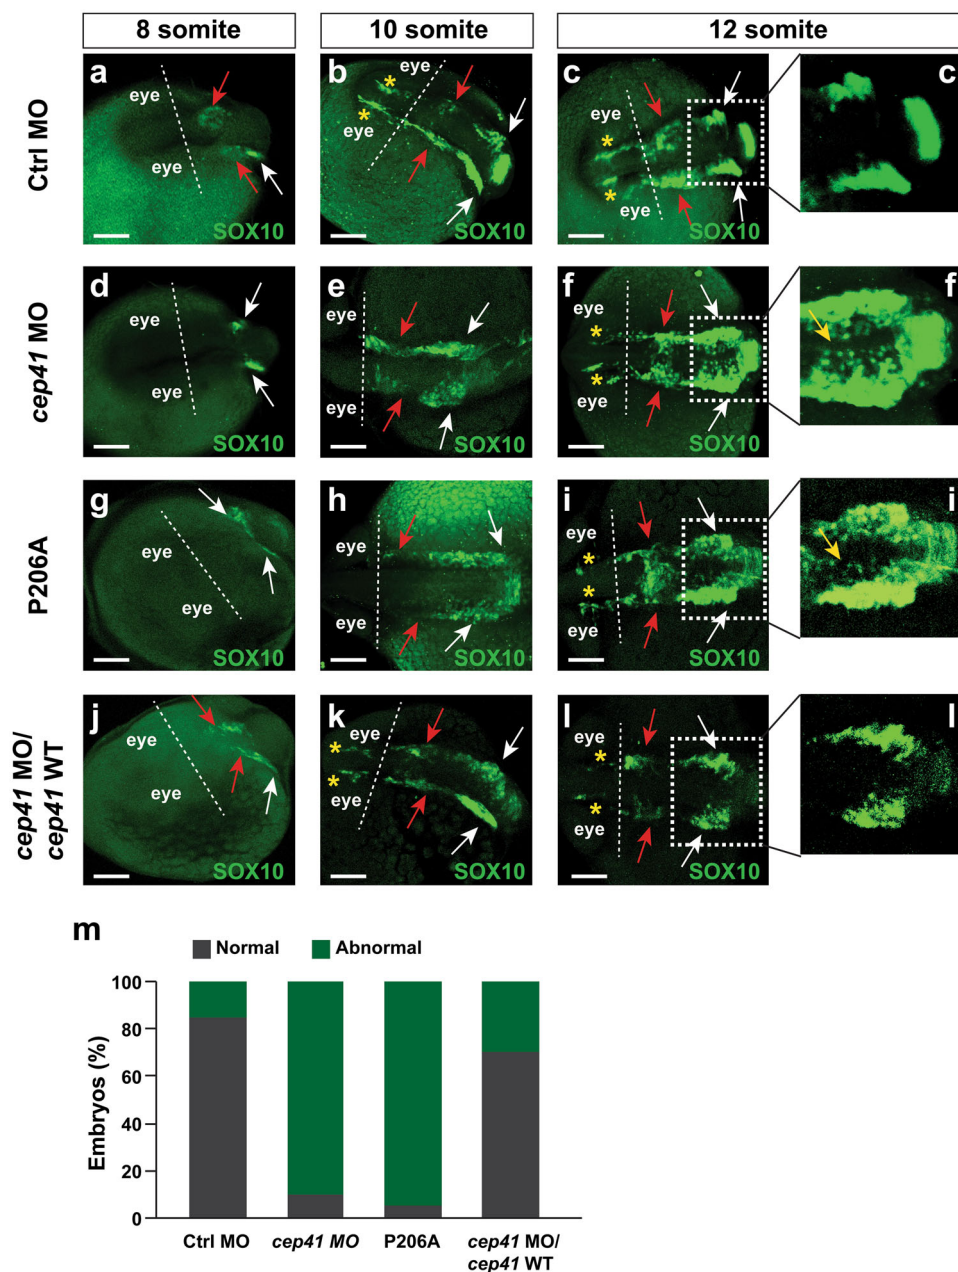 8 somite
10 somite
12 somite
Ctrl MO
a
eye
eye
SOX10
b
*
*
eye
SOX10
c
eye
*
*
eye
SOX10
c'
cep41 MO
d
eye
eye
SOX10
e
eye
eye
SOX10
f
eye
*
*
eye
SOX10
f'
P206A
g
eye
eye
SOX10
h
eye
eye
SOX10
i
eye
*
*
eye
SOX10
i'
cep41 MO/
cep41 WT
j
eye
eye
SOX10
k
eye
*
*
eye
SOX10
l
eye
*
*
eye
SOX10
l'
m
Normal
Abnormal
Embryos (%)
100
80
60
40
20
0
Ctrl MO
cep41 MO
P206A
cep41 MO/
cep41 WT